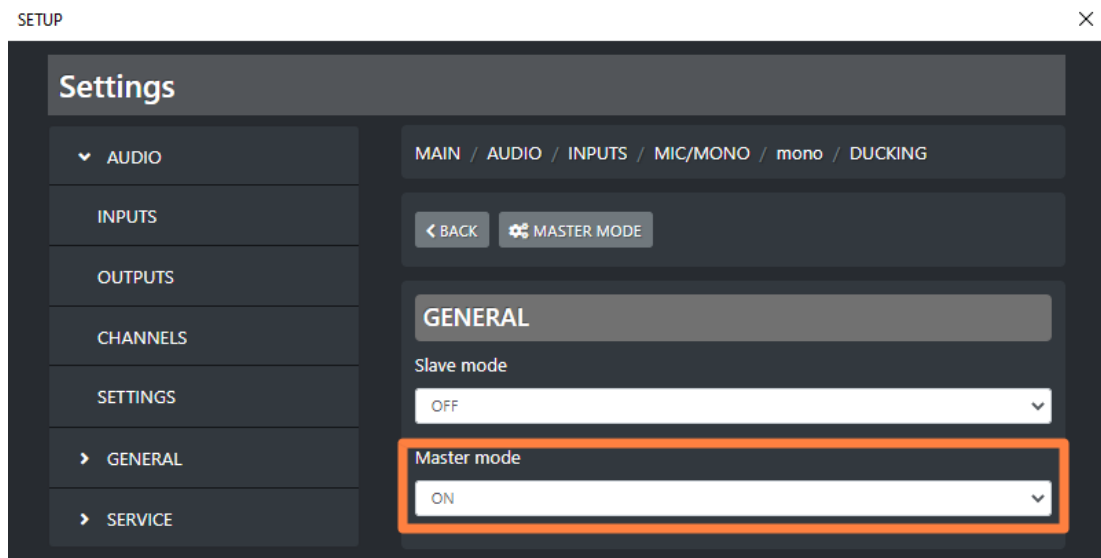 SETUP
Settings
AUDIO
INPUTS
OUTPUTS
CHANNELS
SETTINGS
GENERAL
SERVICE
MAIN / AUDIO / INPUTS / MIC/MONO / mono / DUCKING
BACK MASTER MODE
GENERAL
Slave mode
OFF
Master mode
ON